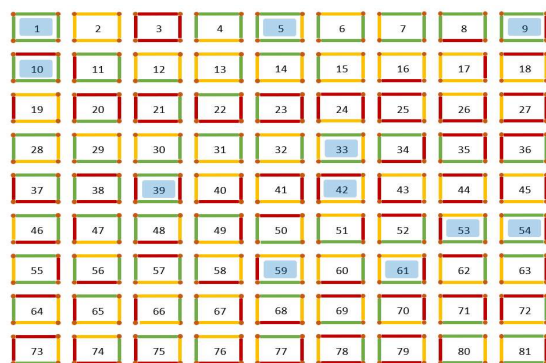 1 2 3 4 5 6 7 8 9
10 11 12 13 14 15 16 17 18
19 20 21 22 23 24 25 26 27
28 29 30 31 32 33 34 35 36
37 38 39 40 41 42 43 44 45
46 47 48 49 50 51 52 53 54
55 56 57 58 59 60 61 62 63
64 65 66 67 68 69 70 71 72
73 74 75 76 77 78 79 80 81